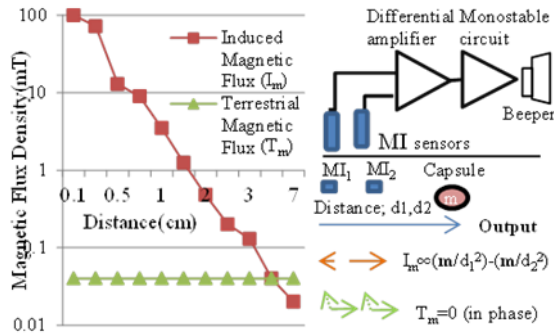 Magnetic Flux Density(mT)
100
10
1
0.1
0.01
0.1
0.5
1
2
3
7
Distance(cm)
Induced
Magnetic
Flux (Iₘ)
Terrestrial
Magnetic
Flux (Tₘ)
Differential Monostable
amplifier circuit
Beeper
MI sensors
MI₁ MI₂ Capsule
m
Distance; d1,d2
Output
Iₘ∞(m/d₁²)-(m/d₂²)
Tₘ=0 (in phase)